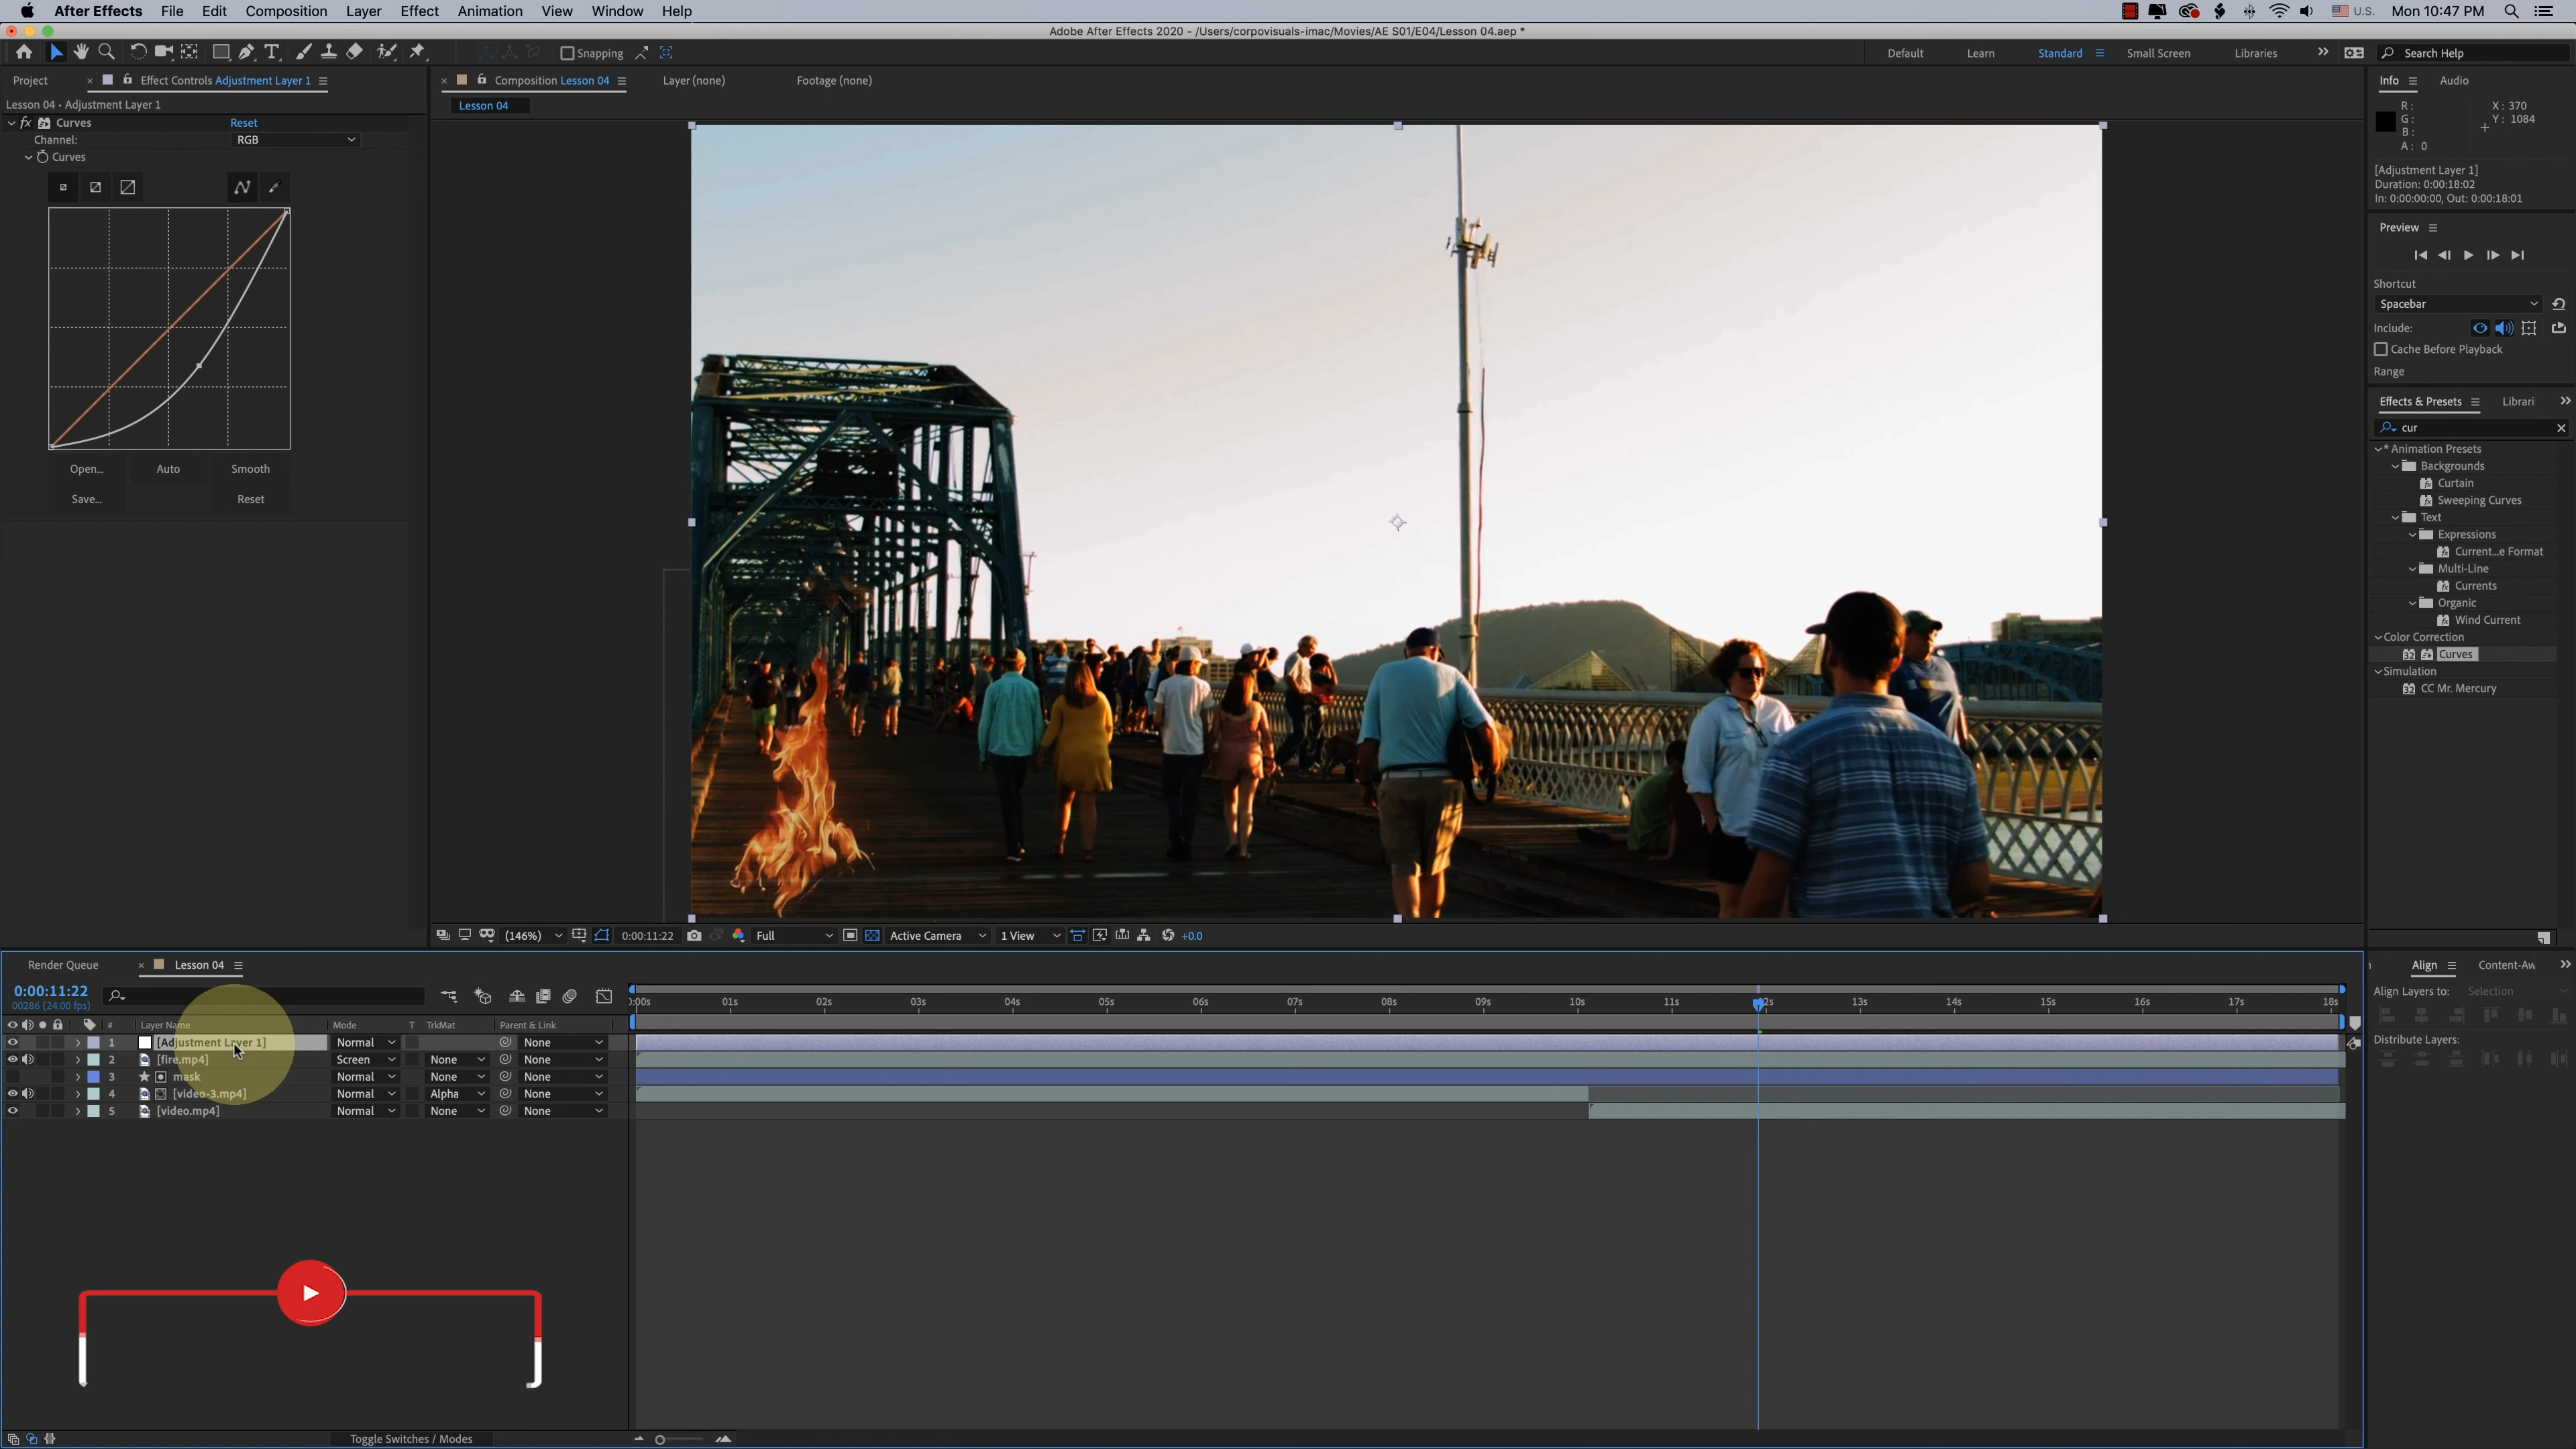 After Effects File Edit Composition Layer Effect Animation View Window Help U.S. Mon 10:47 PM
Adobe After Effects 2020 - /Users/corpovisuals-imac/Movies/AE S01/E04/Lesson 04.aep *
Snapping Default Learn Standard Small Screen Libraries Search Help
Project Effect Controls Adjustment Layer 1 Composition Lesson 04 Layer (none) Footage (none) Info Audio
Lesson 04 • Adjustment Layer 1
Lesson 04
R: X: 370
G: Y: 1084
B:
A: 0
fx Curves Reset
Channel: RGB
Curves
[Adjustment Layer 1]
Duration: 0:00:18:02
In: 0:00:00:00, Out: 0:00:18:01
Open... Auto Smooth
Save... Reset
Preview
Shortcut
Spacebar
Include:
Cache Before Playback
Range
Effects & Presets Librari
cur
* Animation Presets
Backgrounds
Curtain
Sweeping Curves
Text
Expressions
Current...e Format
Multi-Line
Currents
Organic
Wind Current
Color Correction
32 Curves
Simulation
32 CC Mr. Mercury
(146%) 0:00:11:22 Full Active Camera 1 View +0.0
Render Queue Lesson 04
0:00:11:22
00286 (24.00 fps)
:00s 01s 02s 03s 04s 05s 06s 07s 08s 09s 10s 11s 2s 13s 14s 15s 16s 17s 18s
# Layer Name Mode T TrkMat Parent & Link
1 [Adjustment Layer 1] Normal None
2 [fire.mp4] Screen None None
3 mask Normal None None
4 [video-3.mp4] Normal Alpha None
5 [video.mp4] Normal None None
Toggle Switches / Modes
Align Content-Aw
Align Layers to: Selection
Distribute Layers: